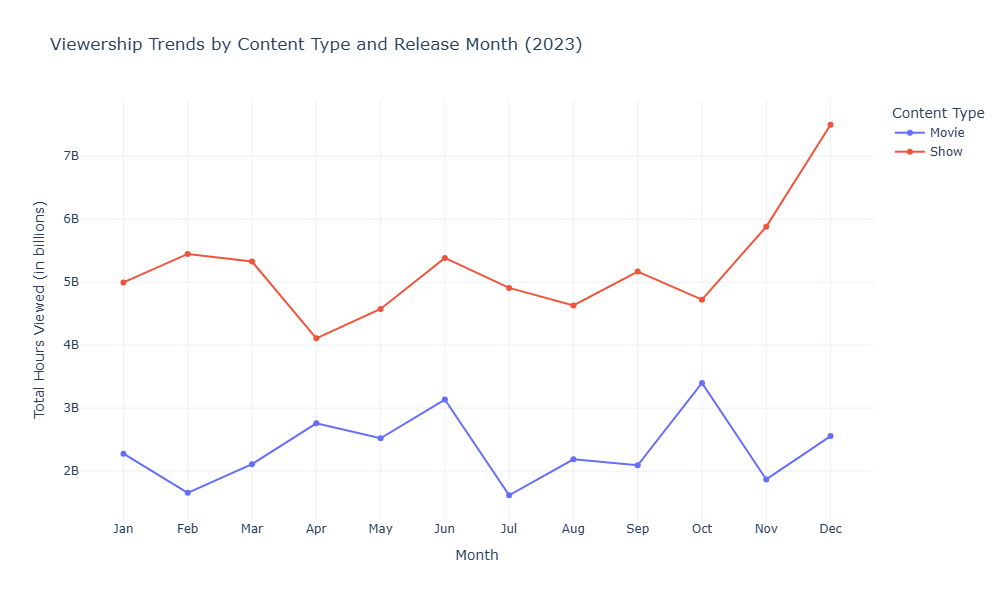 Viewership Trends by Content Type and Release Month (2023)
Content Type
Movie
Show
Total Hours Viewed (in billions)
7B
6B
5B
4B
3B
2B
Jan Feb Mar Apr May Jun Jul Aug Sep Oct Nov Dec
Month